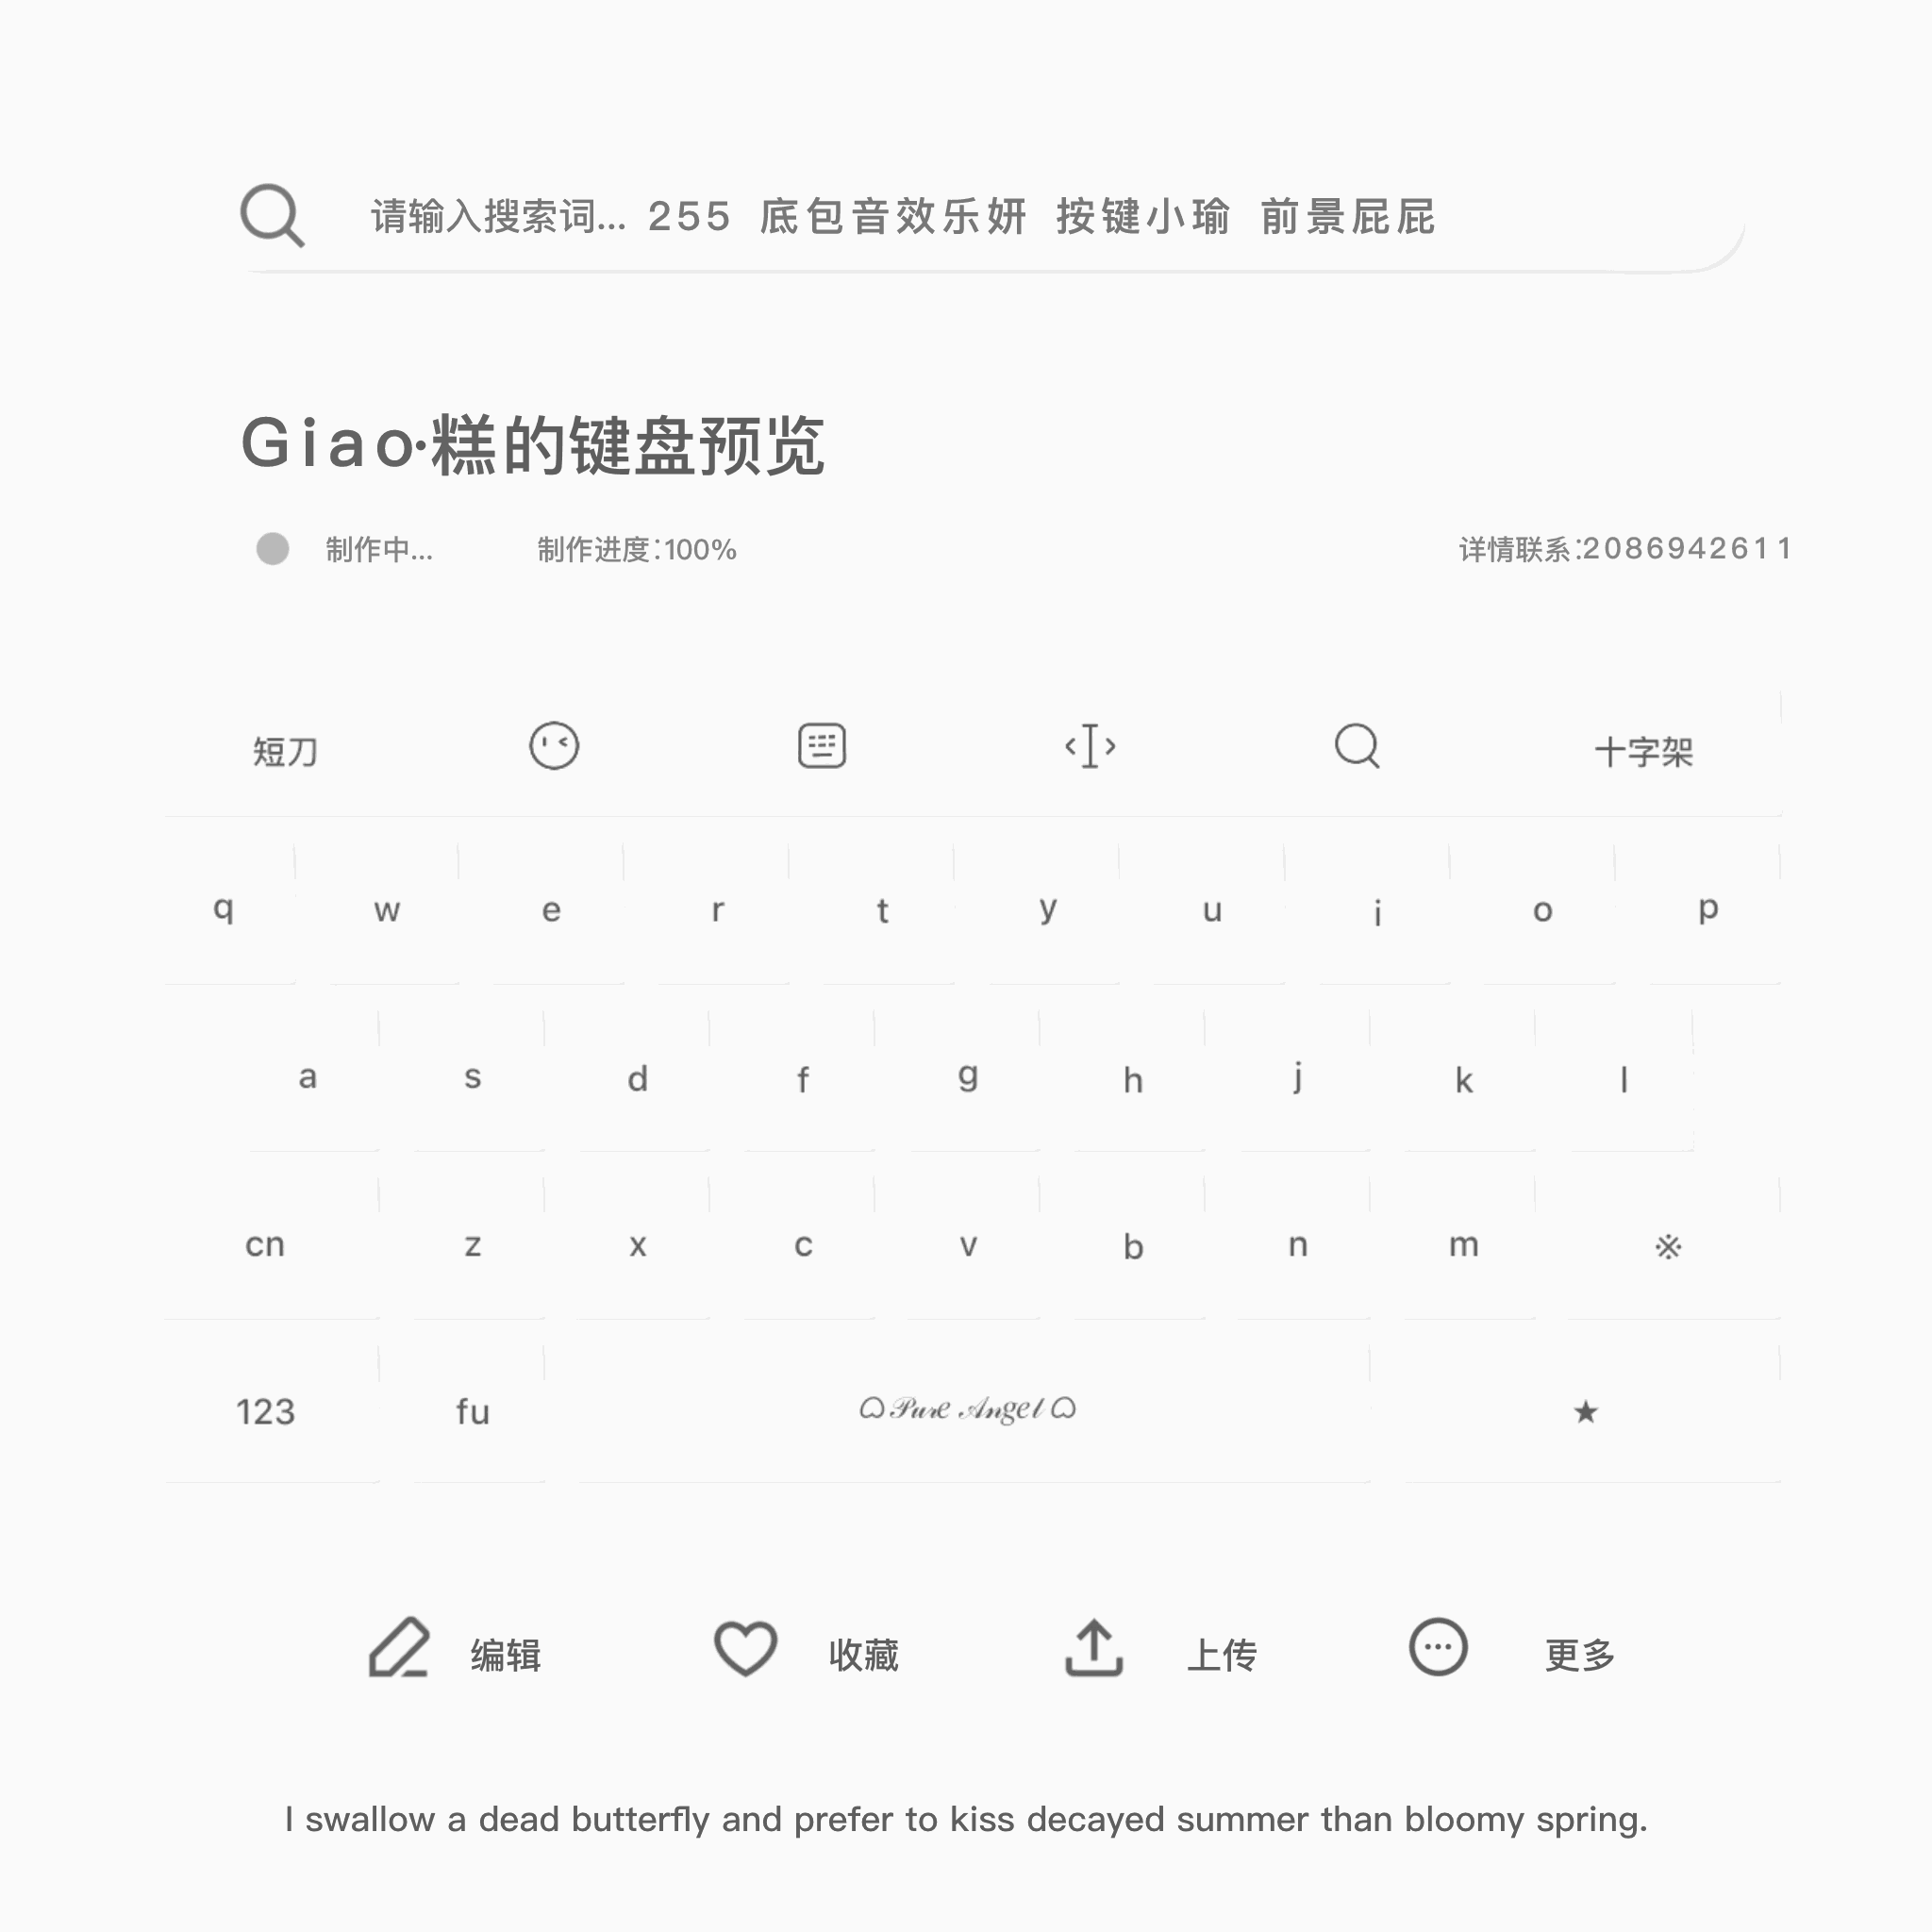 请输入搜索词... 255 底包音效乐妍 按键小瑜 前景屁屁
Giao·糕的键盘预览
制作中... 制作进度:100% 详情联系:2086942611
短刀 十字架
q w e r t y u i o p
a s d f g h j k l
cn z x c v b n m ※
123 fu Pure Angel ★
编辑 收藏 上传 更多
I swallow a dead butterfly and prefer to kiss decayed summer than bloomy spring.